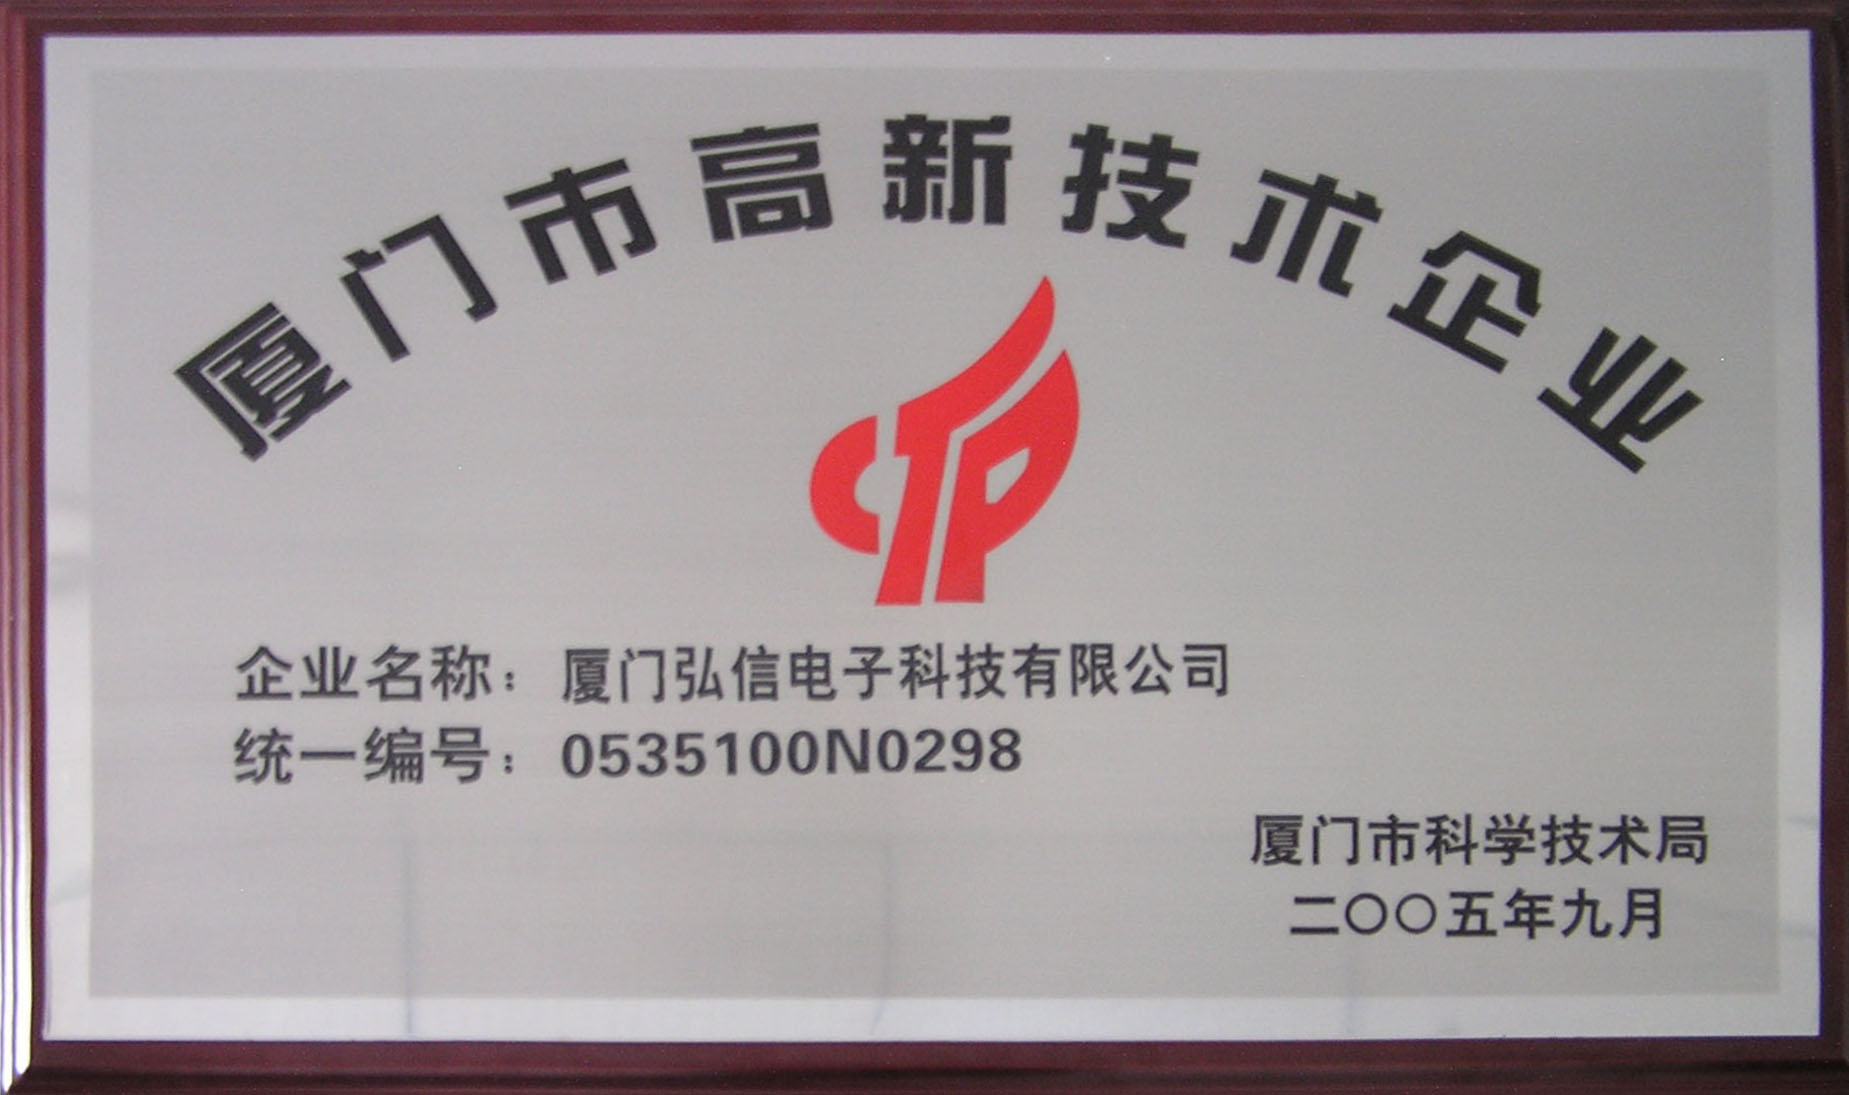 厦门市高新技术企业
CTP
企业名称：厦门弘信电子科技有限公司
统一编号：0535100N0298
厦门市科学技术局
二〇〇五年九月